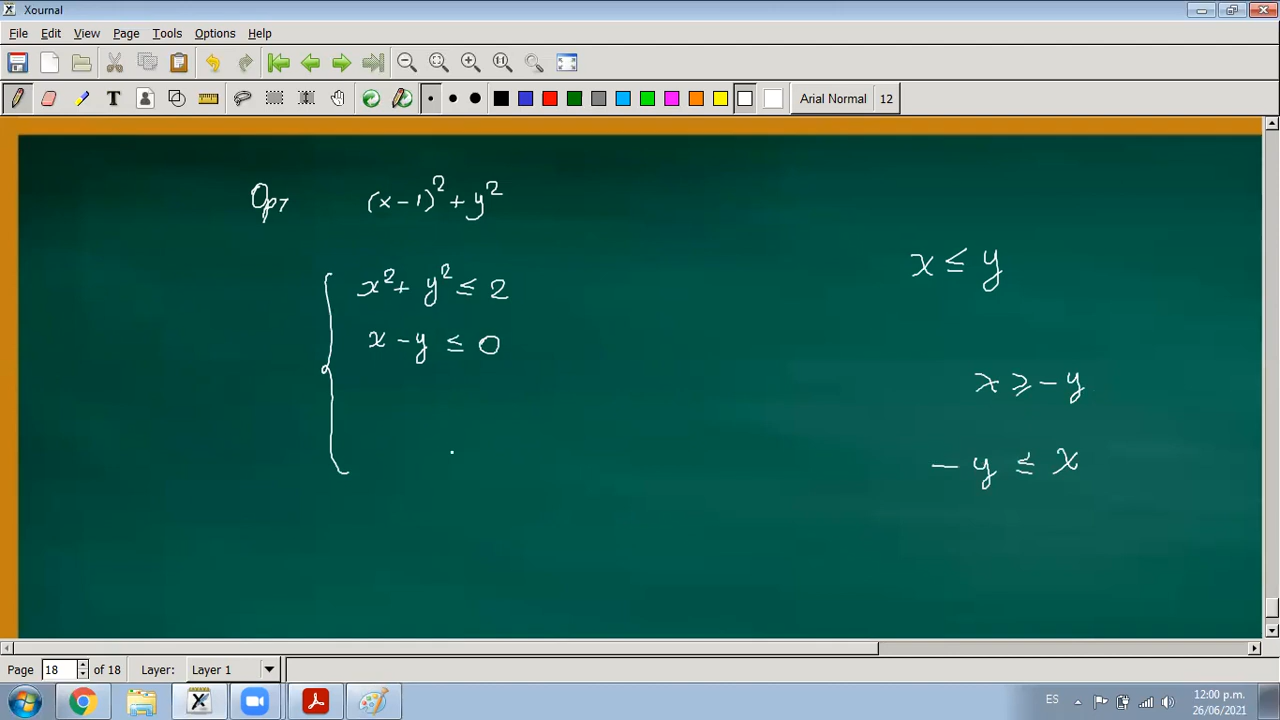 Xournal
File Edit View Page Tools Options Help
T Arial Normal 12
Opt (x-1)² + y²
x² + y² ≤ 2
x - y ≤ 0
x ≤ y
x ≥ - y
- y ≤ x
Page 18 of 18 Layer: Layer 1
ES 12:00 p.m.
26/06/2021